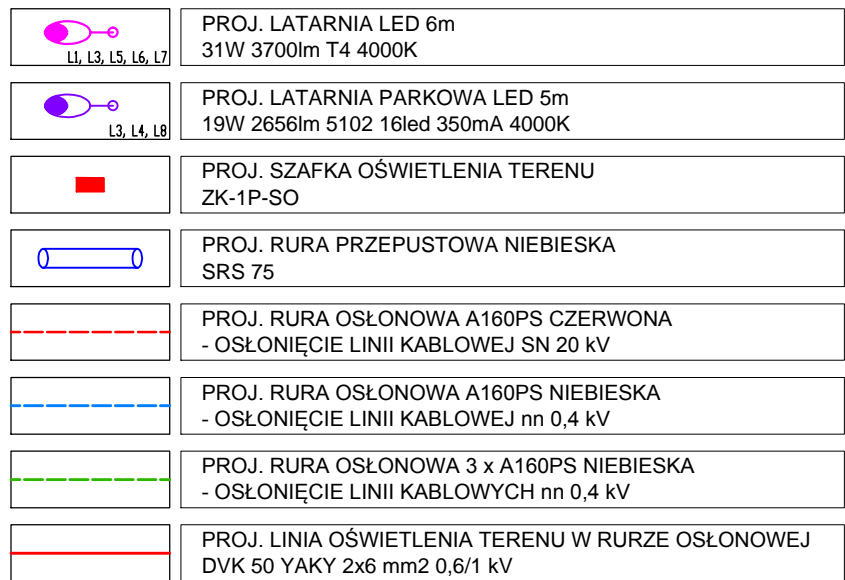 PROJ. LATARNIA LED 6m
31W 3700lm T4 4000K
L1, L3, L5, L6, L7
PROJ. LATARNIA PARKOWA LED 5m
19W 2656lm 5102 16led 350mA 4000K
L3, L4, L8
PROJ. SZAFKA OŚWIETLENIA TERENU
ZK-1P-SO
PROJ. RURA PRZEPUSTOWA NIEBIESKA
SRS 75
PROJ. RURA OSŁONOWA A160PS CZERWONA
- OSŁONIĘCIE LINII KABLOWEJ SN 20 kV
PROJ. RURA OSŁONOWA A160PS NIEBIESKA
- OSŁONIĘCIE LINII KABLOWEJ nn 0,4 kV
PROJ. RURA OSŁONOWA 3 x A160PS NIEBIESKA
- OSŁONIĘCIE LINII KABLOWYCH nn 0,4 kV
PROJ. LINIA OŚWIETLENIA TERENU W RURZE OSŁONOWEJ
DVK 50 YAKY 2x6 mm2 0,6/1 kV